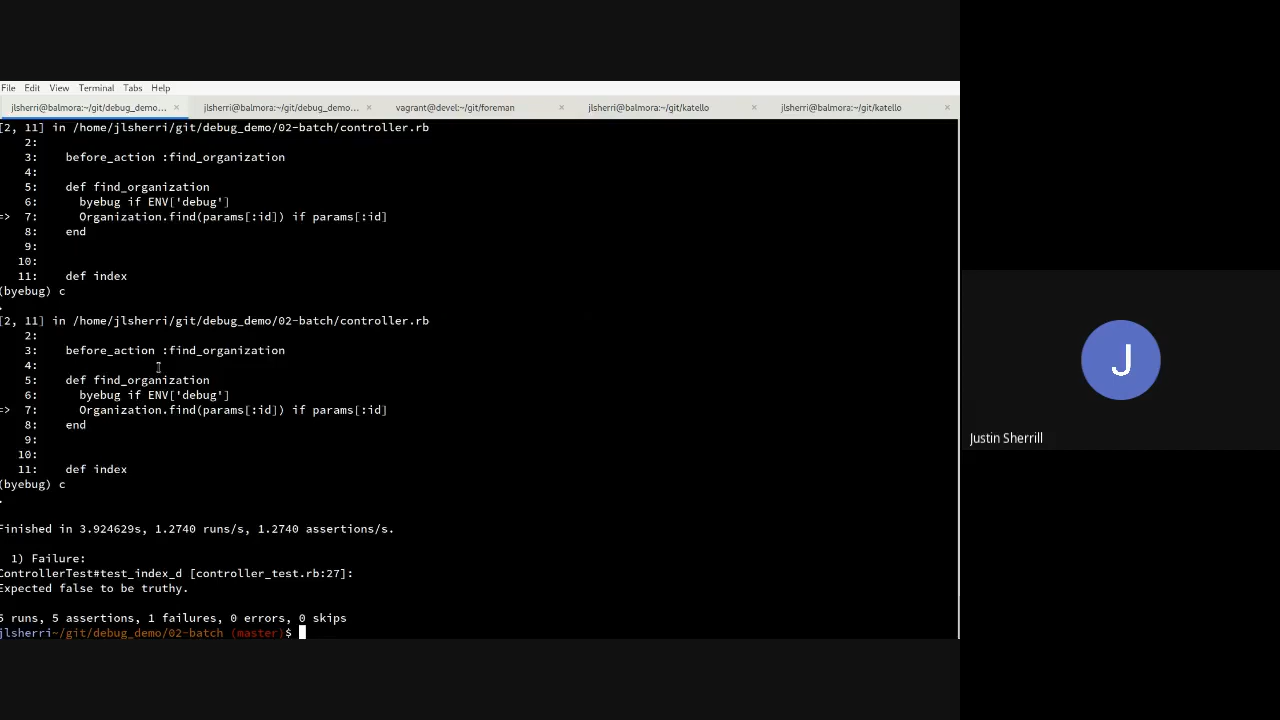 File Edit View Terminal Tabs Help
jlsherri@balmora:~/git/debug_demo... × jlsherri@balmora:~/git/debug_demo... × vagrant@devel:~/git/foreman × jlsherri@balmora:~/git/katello × jlsherri@balmora:~/git/katello ×
[2, 11] in /home/jlsherri/git/debug_demo/02-batch/controller.rb
2:
3: before_action :find_organization
4:
5: def find_organization
6: byebug if ENV['debug']
=> 7: Organization.find(params[:id]) if params[:id]
8: end
9:
10:
11: def index
(byebug) c
.
[2, 11] in /home/jlsherri/git/debug_demo/02-batch/controller.rb
2:
3: before_action :find_organization
4:
5: def find_organization
6: byebug if ENV['debug']
=> 7: Organization.find(params[:id]) if params[:id]
8: end
9:
10:
11: def index
(byebug) c
.
Finished in 3.924629s, 1.2740 runs/s, 1.2740 assertions/s.
1) Failure:
ControllerTest#test_index_d [controller_test.rb:27]:
Expected false to be truthy.
5 runs, 5 assertions, 1 failures, 0 errors, 0 skips
jlsherri~/git/debug_demo/02-batch (master)$
J
Justin Sherrill